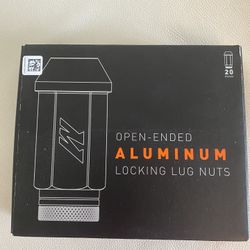 20
OPEN-ENDED
ALUMINUM
LOCKING LUG NUTS